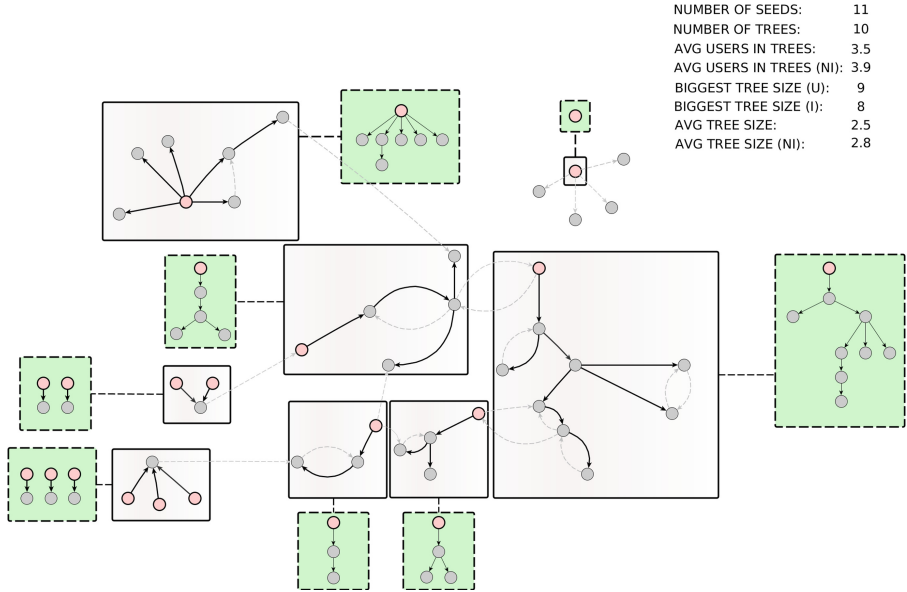 NUMBER OF SEEDS: 11
NUMBER OF TREES: 10
AVG USERS IN TREES: 3.5
AVG USERS IN TREES (NI): 3.9
BIGGEST TREE SIZE (U): 9
BIGGEST TREE SIZE (I): 8
AVG TREE SIZE: 2.5
AVG TREE SIZE (NI): 2.8